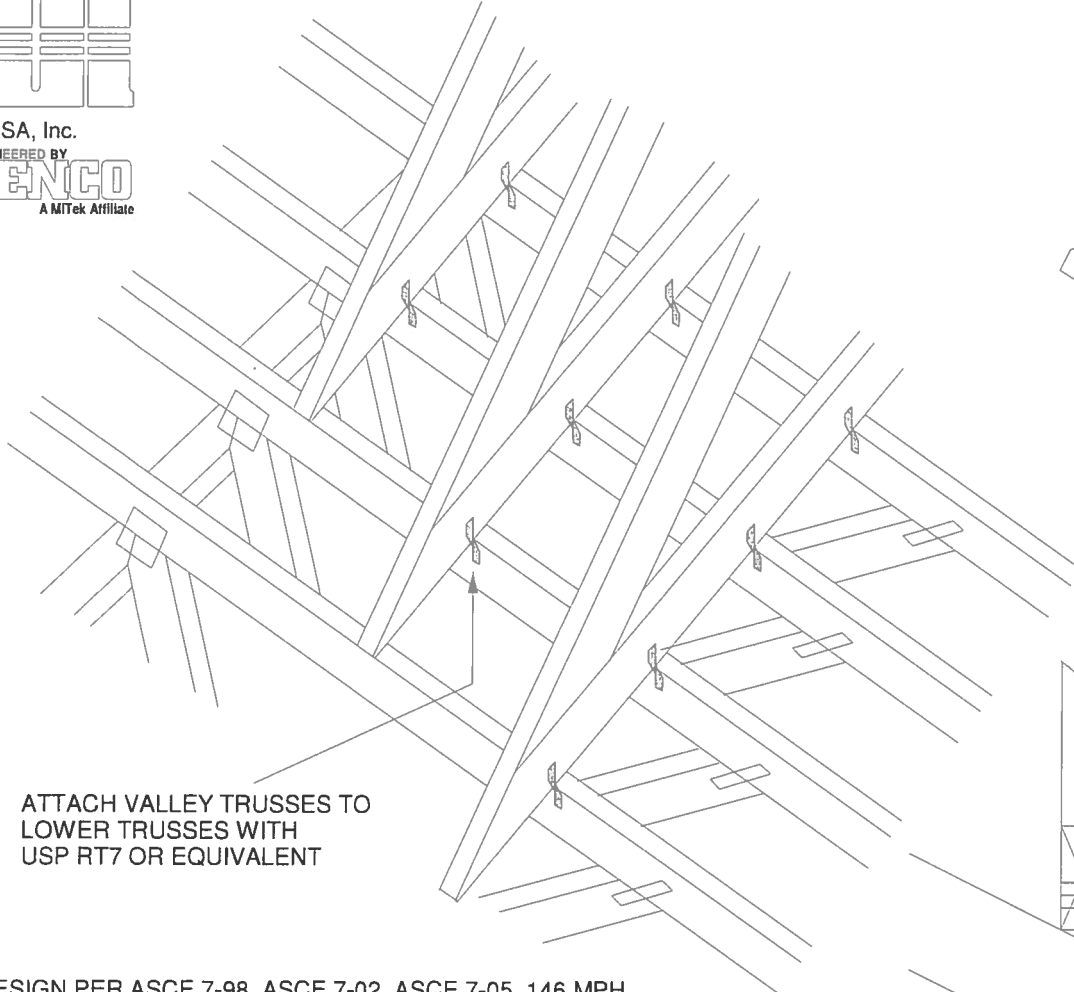 SA, Inc.
NEERED BY
ENCO
A MiTek Affiliate
ATTACH VALLEY TRUSSES TO
LOWER TRUSSES WITH
USP RT7 OR EQUIVALENT
ESIGN PER ASCE 7-98, ASCE 7-02, ASCE 7-05 146 MPH